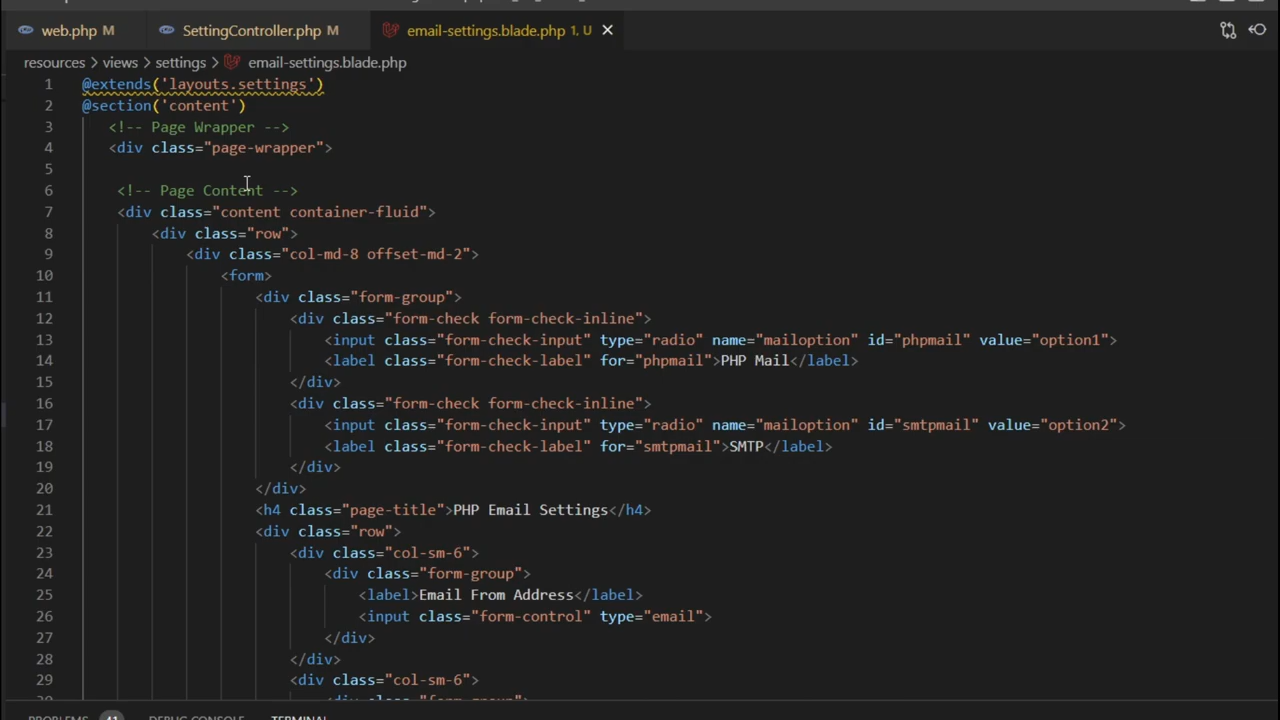 web.php M
SettingController.php M
email-settings.blade.php 1, U
resources > views > settings > email-settings.blade.php
1 @extends('layouts.settings')
2 @section('content')
3 <!-- Page Wrapper -->
4 <div class="page-wrapper">
5
6 <!-- Page Content -->
7 <div class="content container-fluid">
8 <div class="row">
9 <div class="col-md-8 offset-md-2">
10 <form>
11 <div class="form-group">
12 <div class="form-check form-check-inline">
13 <input class="form-check-input" type="radio" name="mailoption" id="phpmail" value="option1">
14 <label class="form-check-label" for="phpmail">PHP Mail</label>
15 </div>
16 <div class="form-check form-check-inline">
17 <input class="form-check-input" type="radio" name="mailoption" id="smtpmail" value="option2">
18 <label class="form-check-label" for="smtpmail">SMTP</label>
19 </div>
20 </div>
21 <h4 class="page-title">PHP Email Settings</h4>
22 <div class="row">
23 <div class="col-sm-6">
24 <div class="form-group">
25 <label>Email From Address</label>
26 <input class="form-control" type="email">
27 </div>
28 </div>
29 <div class="col-sm-6">
30 <div class="form-group">
PROBLEMS 41 DEBUG CONSOLE TERMINAL